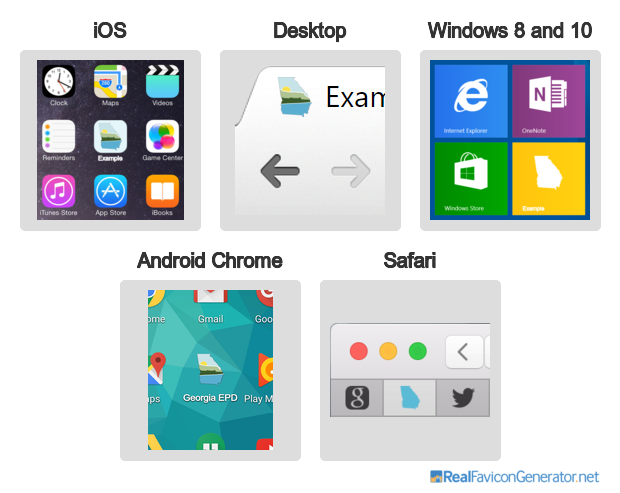 iOS
Desktop
Windows 8 and 10
Clock
Maps
Videos
280
Reminders
Example
Game Center
iTunes Store
App Store
iBooks
Exam
Internet Explorer
N
OneNote
Windows Store
Example
Android Chrome
Safari
ome
Gmail
Goo
aps
Georgia EPD
Play M
g
RealFaviconGenerator.net